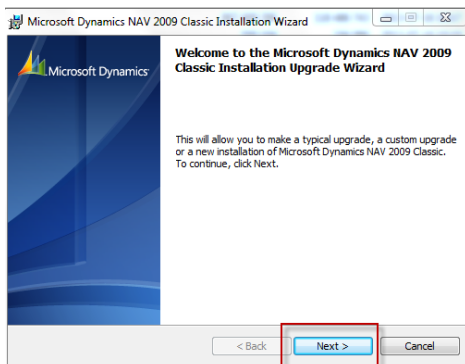 Microsoft Dynamics NAV 2009 Classic Installation Wizard
Microsoft Dynamics
Welcome to the Microsoft Dynamics NAV 2009
Classic Installation Upgrade Wizard
This will allow you to make a typical upgrade, a custom upgrade
or a new installation of Microsoft Dynamics NAV 2009 Classic.
To continue, click Next.
< Back
Next >
Cancel